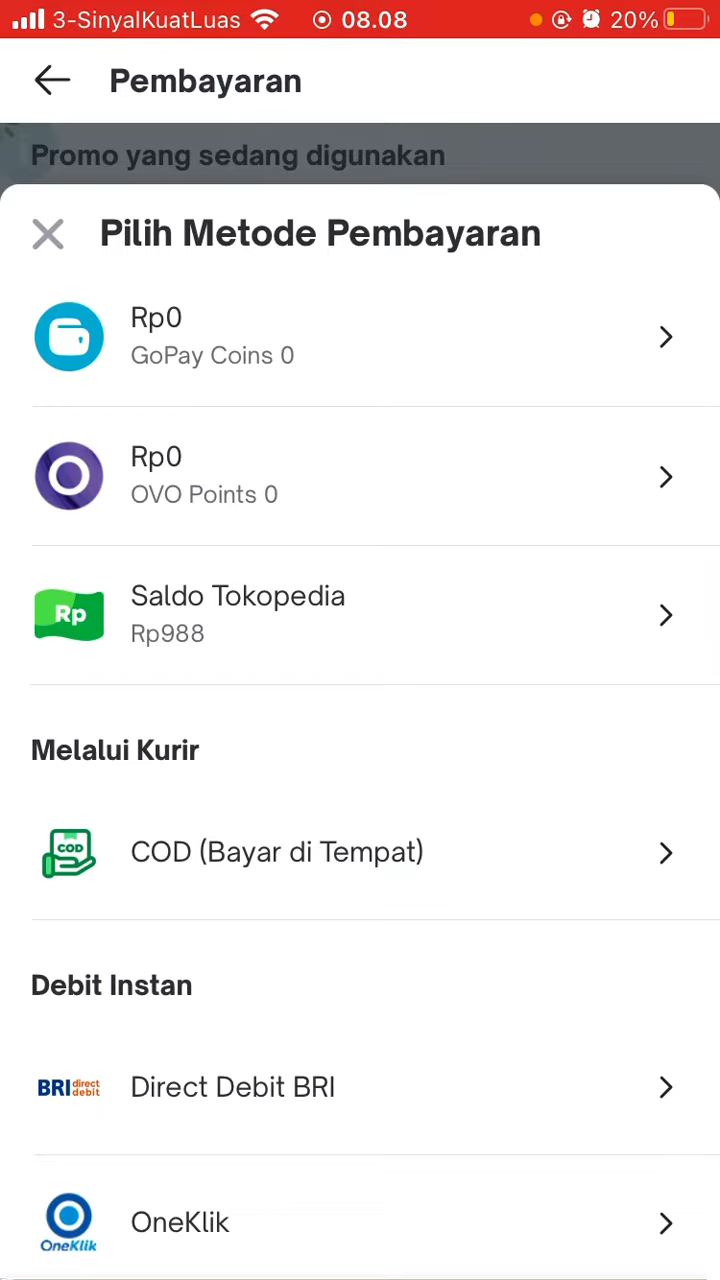 3-SinyalKuatLuas 08.08 20%
Pembayaran
Promo yang sedang digunakan
Pilih Metode Pembayaran
Rp0
GoPay Coins 0
Rp0
OVO Points 0
Rp
Saldo Tokopedia
Rp988
Melalui Kurir
COD
COD (Bayar di Tempat)
Debit Instan
BRI direct debit
Direct Debit BRI
OneKlik
OneKlik